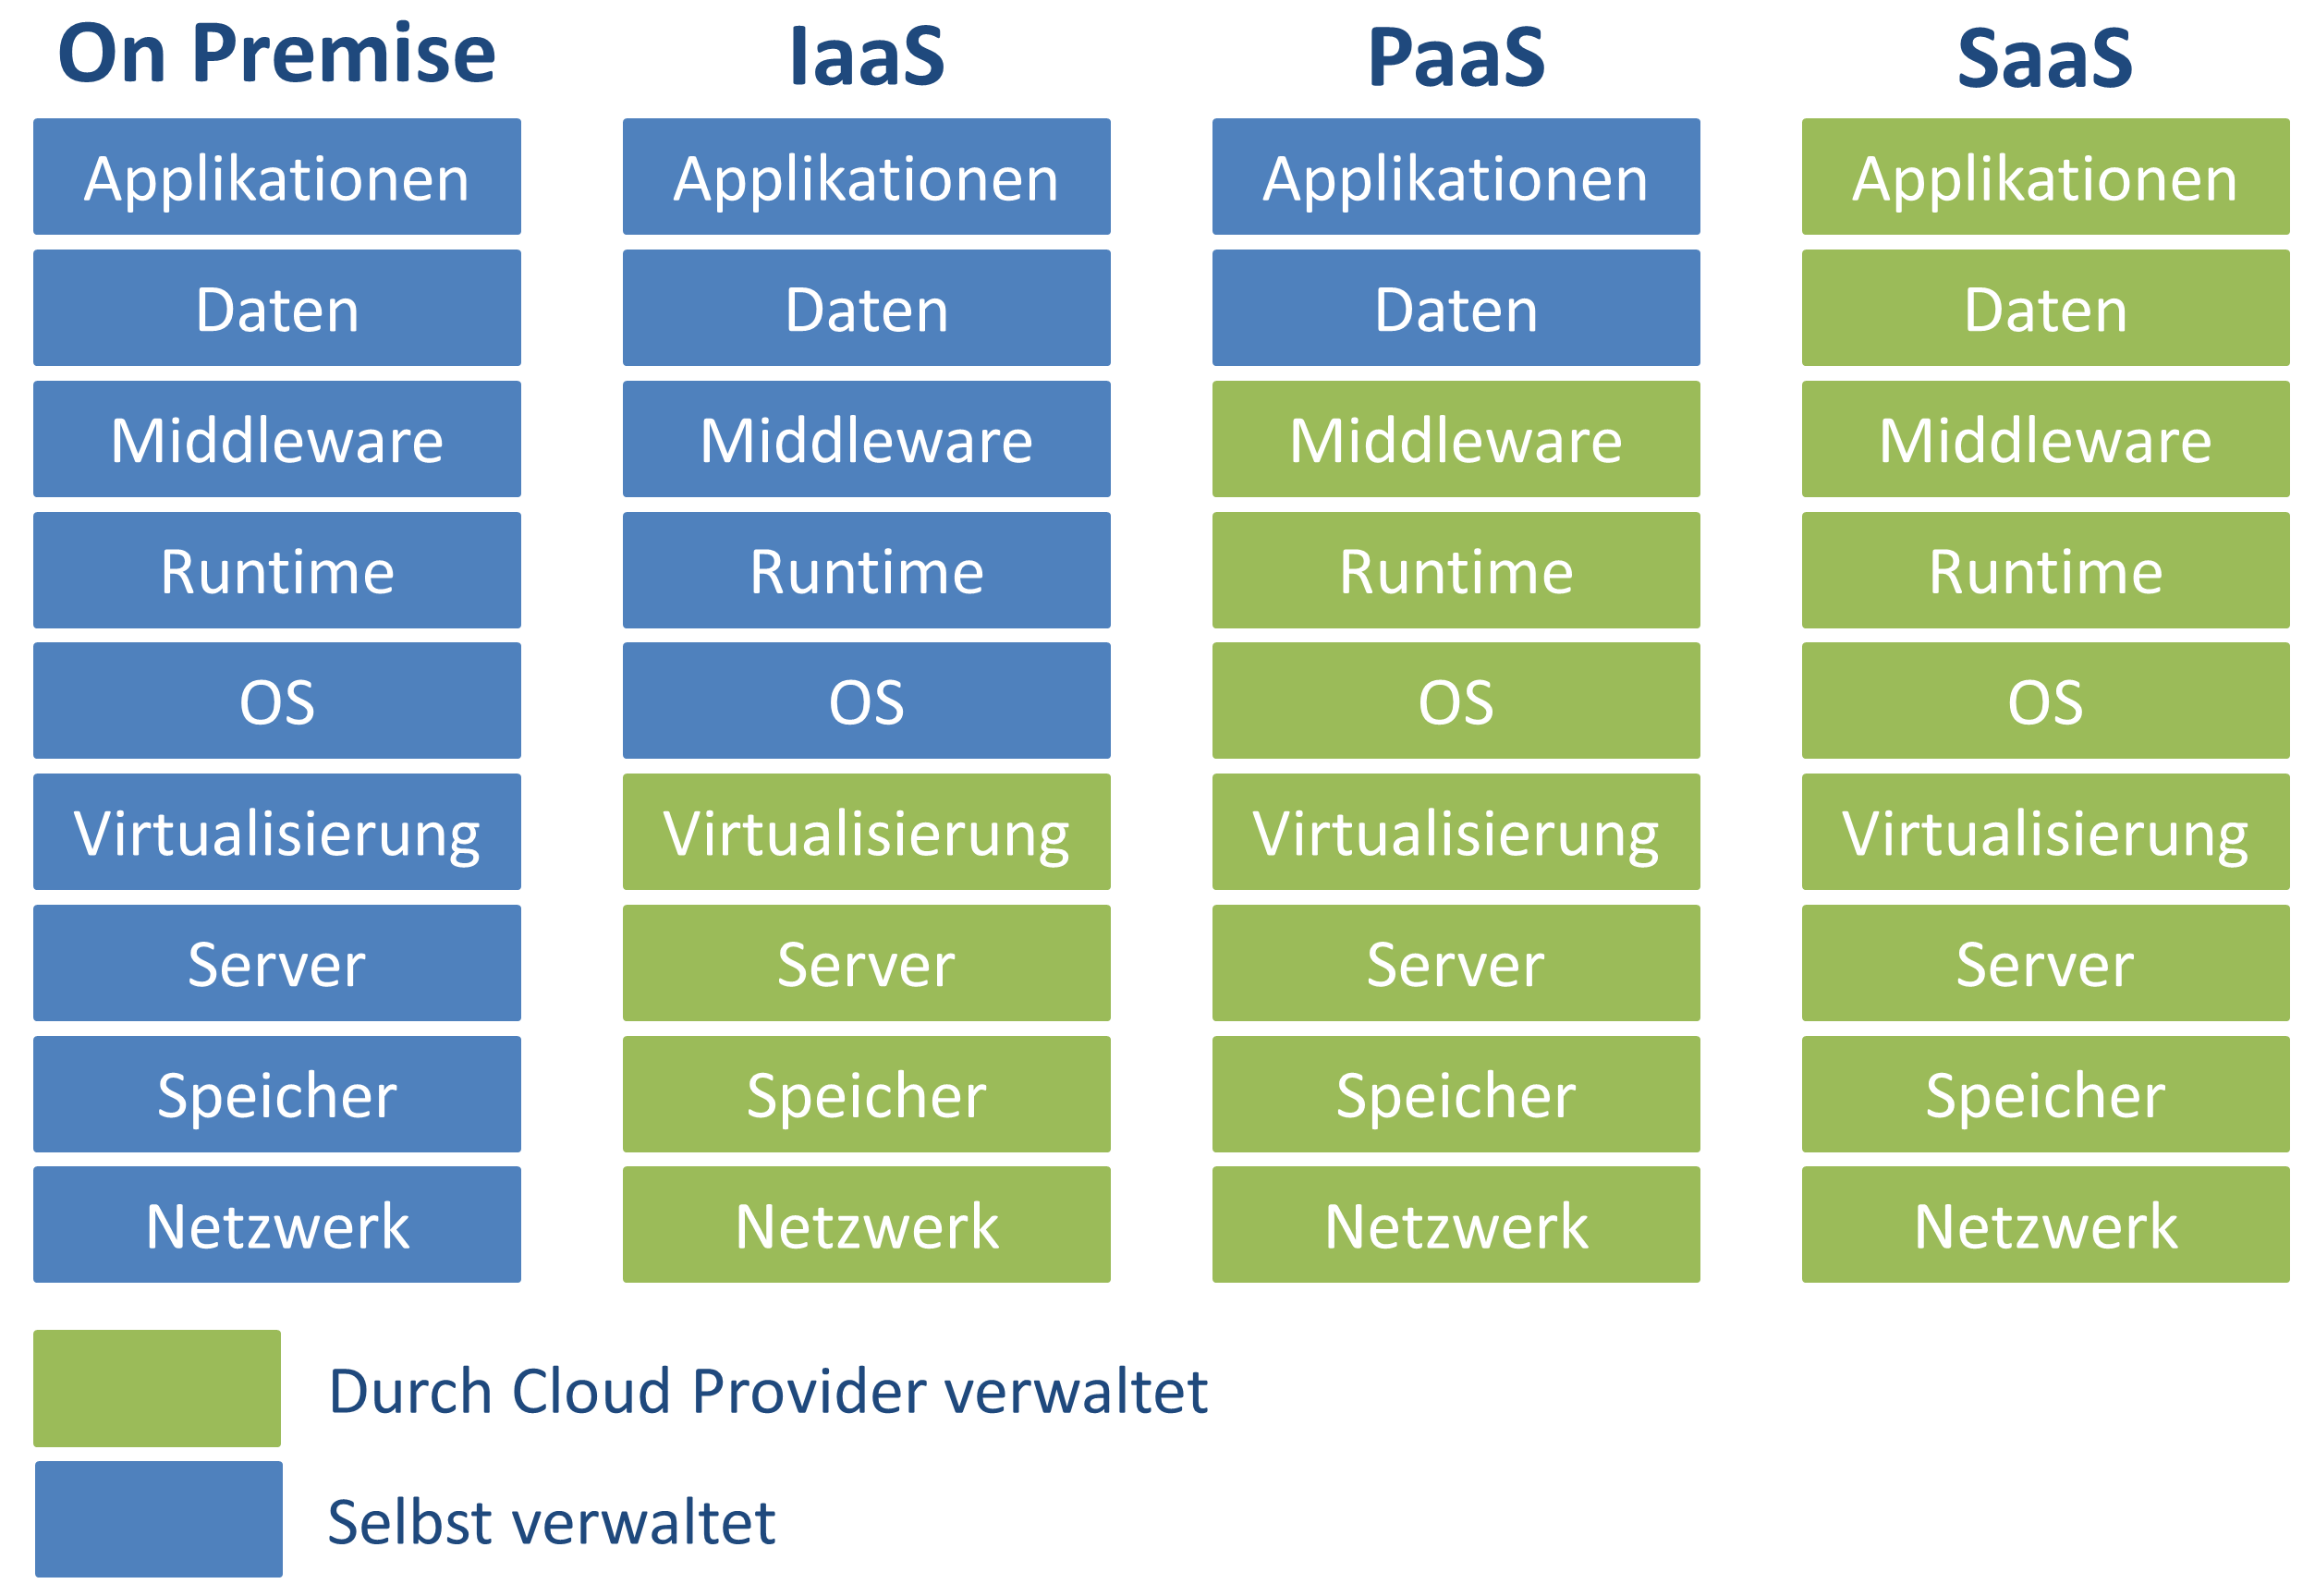 On Premise
IaaS
PaaS
SaaS
Applikationen
Applikationen
Applikationen
Applikationen
Daten
Daten
Daten
Daten
Middleware
Middleware
Middleware
Middleware
Runtime
Runtime
Runtime
Runtime
OS
OS
OS
OS
Virtualisierung
Virtualisierung
Virtualisierung
Virtualisierung
Server
Server
Server
Server
Speicher
Speicher
Speicher
Speicher
Netzwerk
Netzwerk
Netzwerk
Netzwerk
Durch Cloud Provider verwaltet
Selbst verwaltet